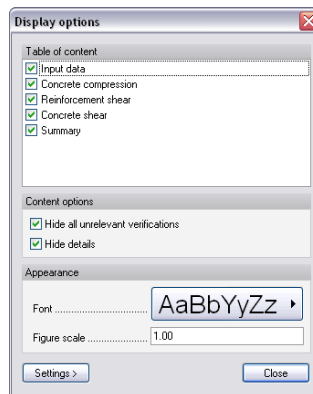 Display options
Table of content
Input data
Concrete compression
Reinforcement shear
Concrete shear
Summary
Content options
Hide all unrelevant verifications
Hide details
Appearance
Font ............................ AaBbYyZz
Figure scale .................... 1.00
Settings > Close